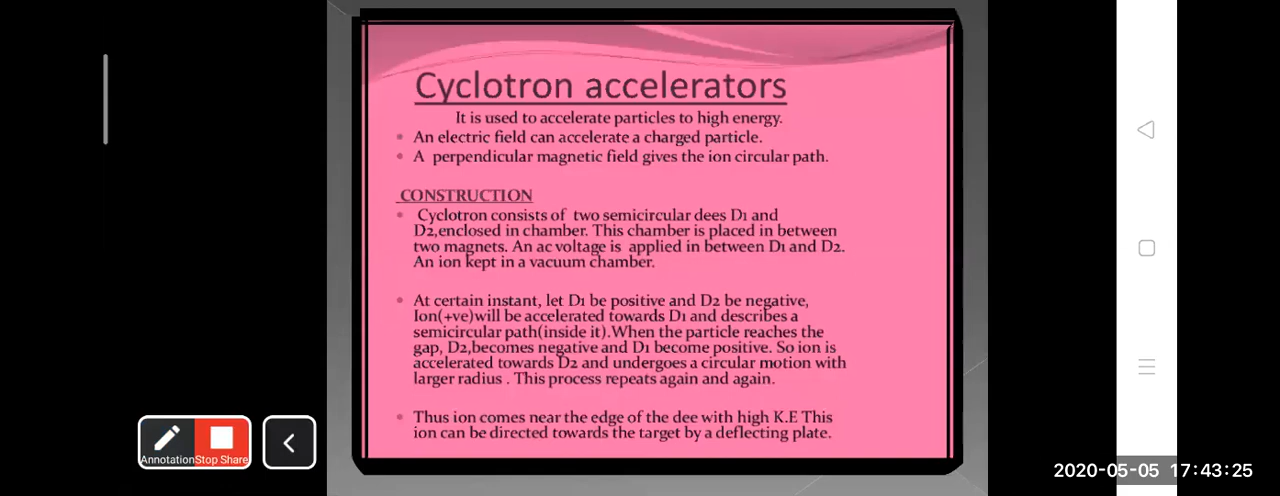 Cyclotron accelerators
It is used to accelerate particles to high energy.
An electric field can accelerate a charged particle.
A perpendicular magnetic field gives the ion circular path.
CONSTRUCTION
Cyclotron consists of two semicircular dees D1 and
D2,enclosed in chamber. This chamber is placed in between
two magnets. An ac voltage is applied in between D1 and D2.
An ion kept in a vacuum chamber.
At certain instant, let D1 be positive and D2 be negative,
Ion(+ve)will be accelerated towards D1 and describes a
semicircular path(inside it).When the particle reaches the
gap, D2,becomes negative and D1 become positive. So ion is
accelerated towards D2 and undergoes a circular motion with
larger radius . This process repeats again and again.
Thus ion comes near the edge of the dee with high K.E This
ion can be directed towards the target by a deflecting plate.
Annotation Stop Share
2020-05-05 17:43:25